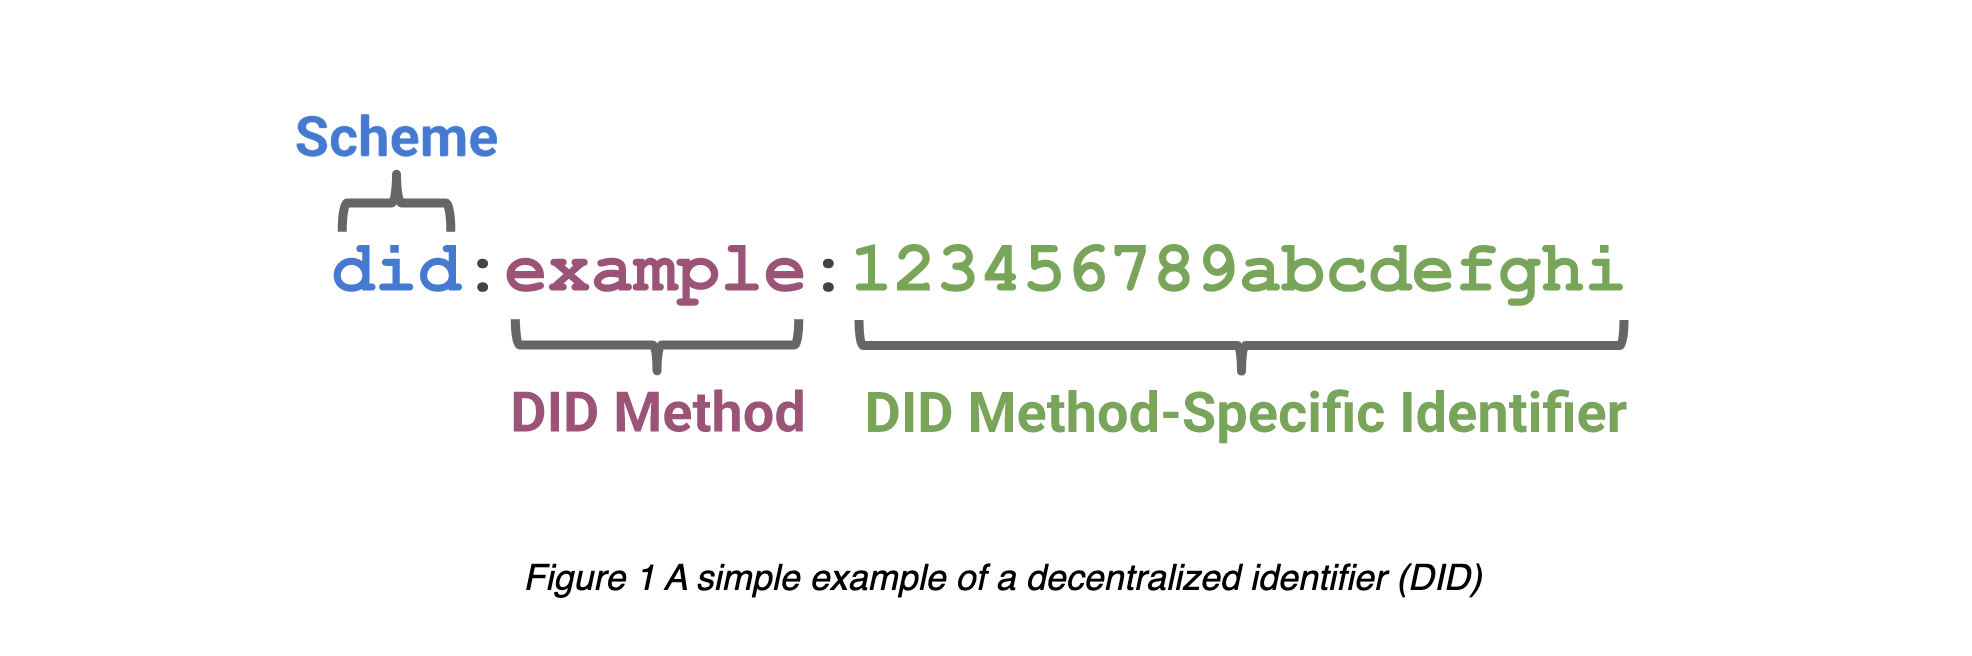 Scheme
did:example:123456789abcdefghi
DID Method DID Method-Specific Identifier
Figure 1 A simple example of a decentralized identifier (DID)